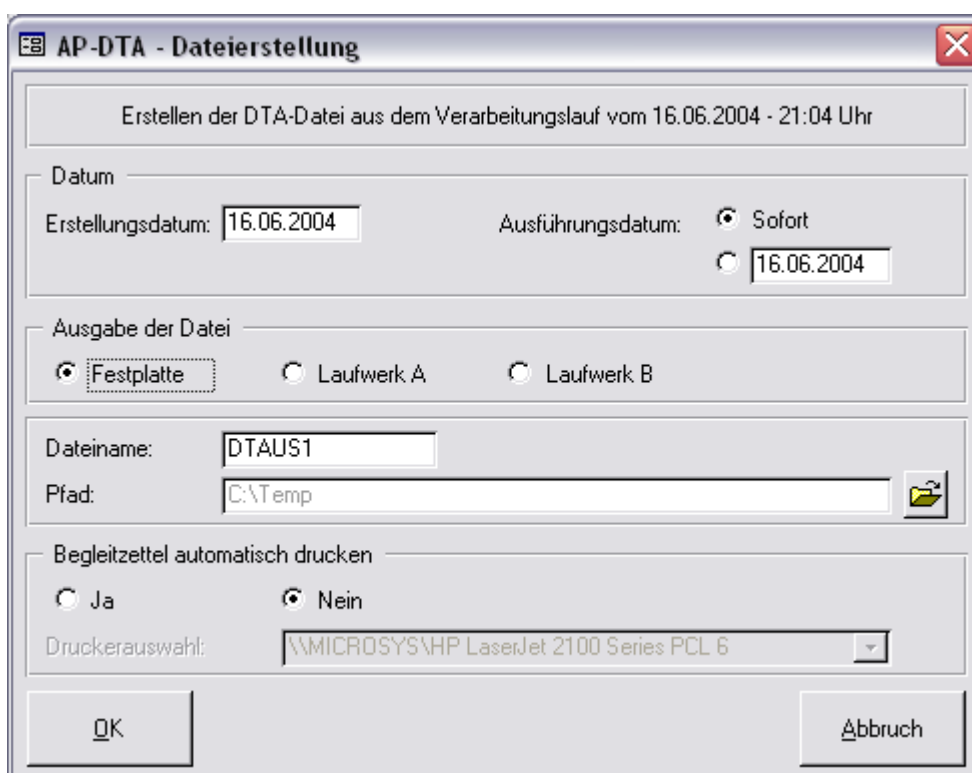 AP-DTA - Dateierstellung
Erstellen der DTA-Datei aus dem Verarbeitungslauf vom 16.06.2004 - 21:04 Uhr
Datum
Erstellungsdatum: 16.06.2004 Ausführungsdatum: Sofort
16.06.2004
Ausgabe der Datei
Festplatte Laufwerk A Laufwerk B
Dateiname: DTAUS1
Pfad: C:\Temp
Begleitzettel automatisch drucken
Ja Nein
Druckerauswahl: \\MICROSYS\HP LaserJet 2100 Series PCL 6
OK Abbruch